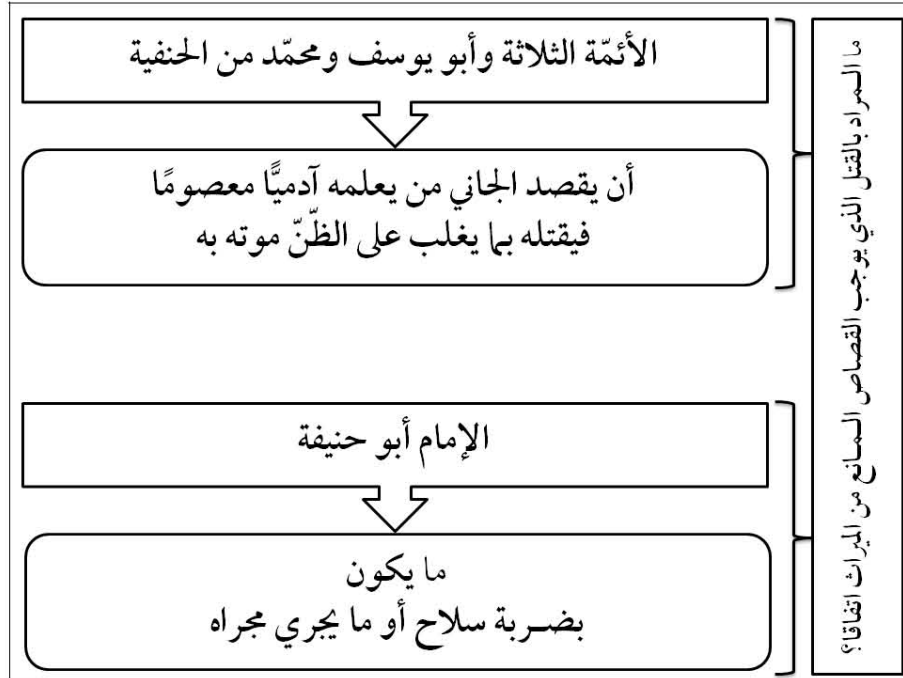 ما المراد بالقتل الذي يوجب القصاص المانع من الميراث اتفاقا؟
الأئمّة الثلاثة وأبو يوسف ومحمّد من الحنفية
أن يقصد الجاني من يعلمه آدميًّا معصومًا
فيقتله بما يغلب على الظّنّ موته به
الإمام أبو حنيفة
ما يكون
بضربة سلاح أو ما يجري مجراه